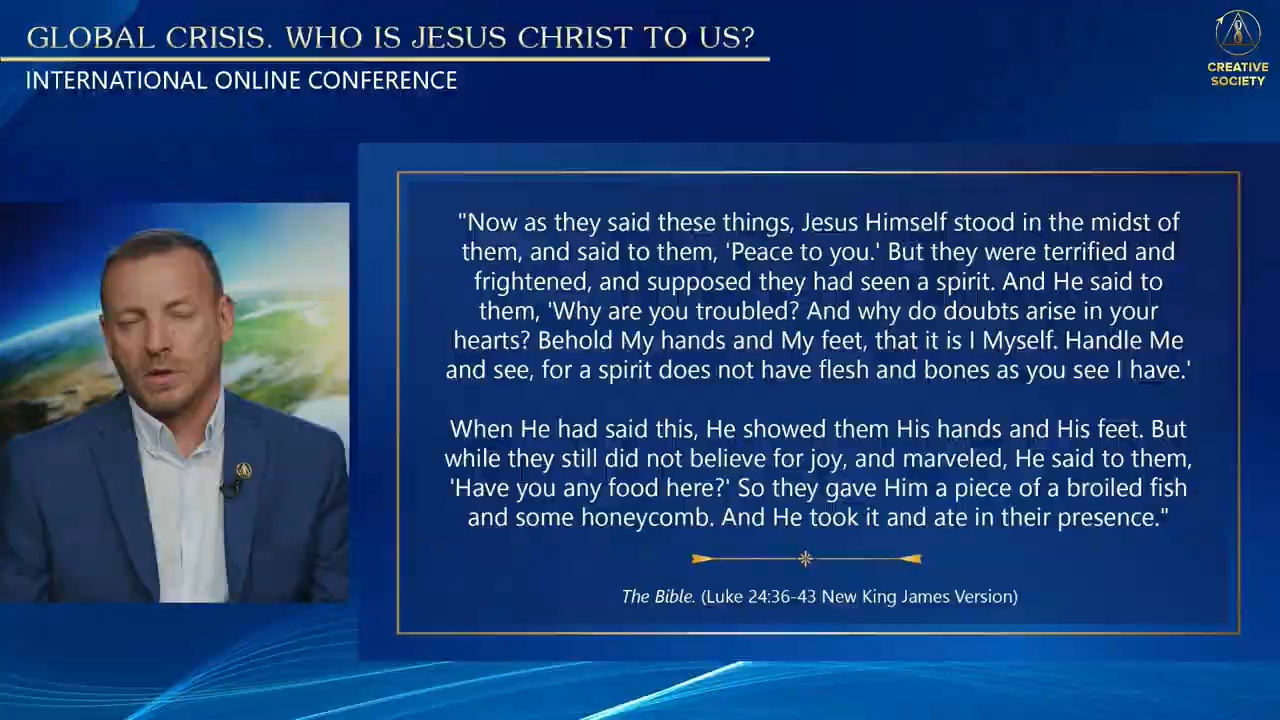 GLOBAL CRISIS. WHO IS JESUS CHRIST TO US?
INTERNATIONAL ONLINE CONFERENCE
CREATIVE
SOCIETY
"Now as they said these things, Jesus Himself stood in the midst of
them, and said to them, 'Peace to you.' But they were terrified and
frightened, and supposed they had seen a spirit. And He said to
them, 'Why are you troubled? And why do doubts arise in your
hearts? Behold My hands and My feet, that it is I Myself. Handle Me
and see, for a spirit does not have flesh and bones as you see I have.'
When He had said this, He showed them His hands and His feet. But
while they still did not believe for joy, and marveled, He said to them,
'Have you any food here?' So they gave Him a piece of a broiled fish
and some honeycomb. And He took it and ate in their presence."
The Bible. (Luke 24:36-43 New King James Version)